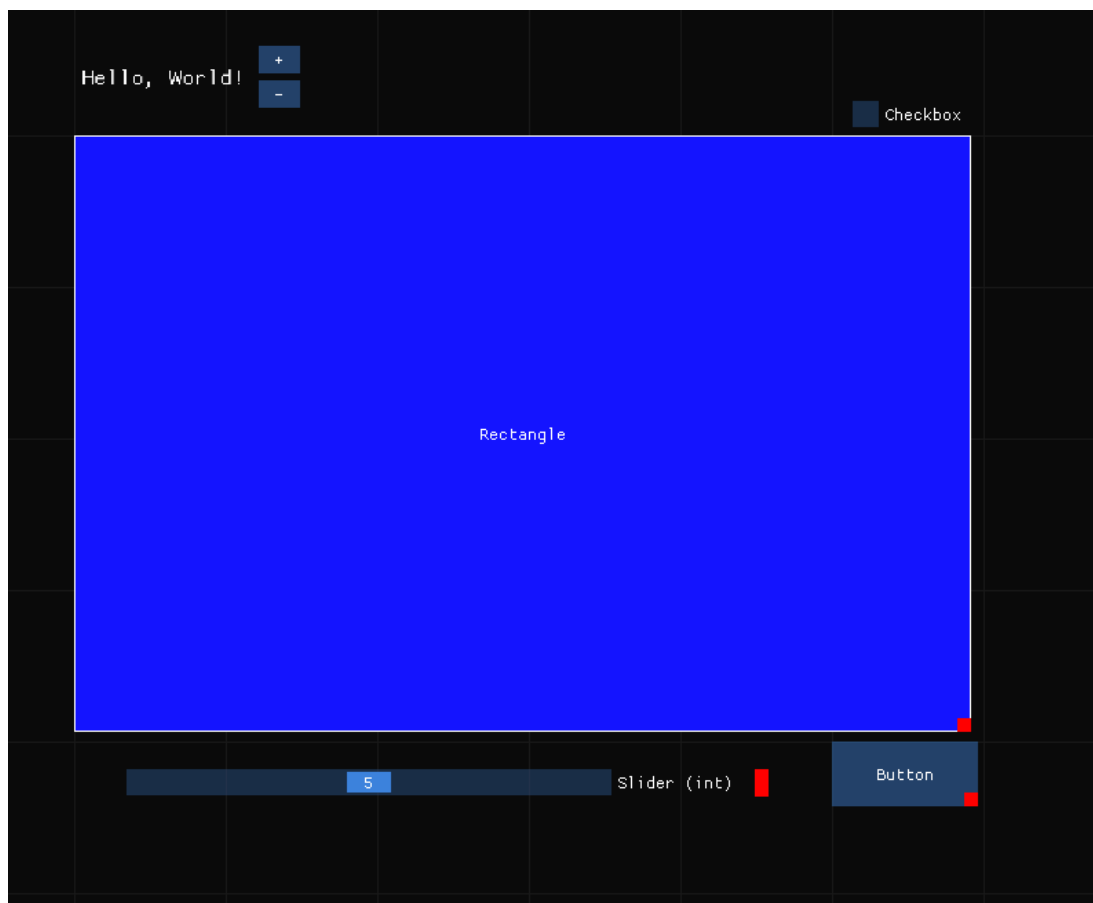 Hello, World!
+
-
Checkbox
Rectangle
5
Slider (int)
Button